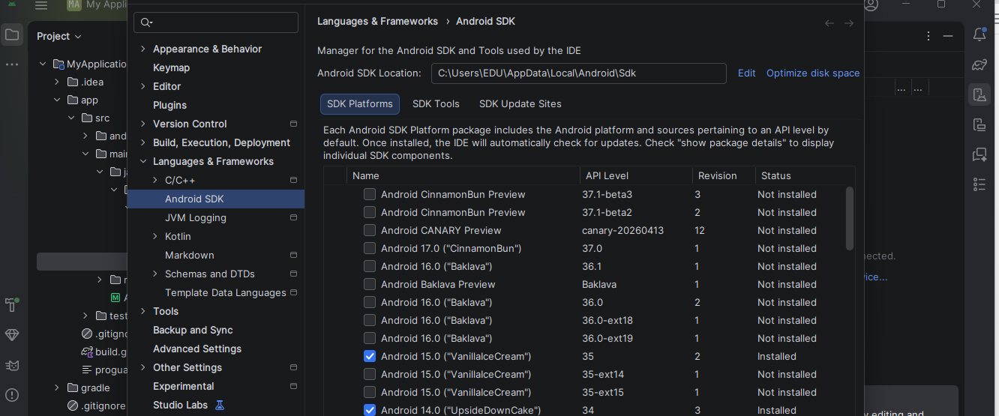 MA My Applic
Project
MyApplication
.idea
app
src
and
main
test
.gitignore
build.g
progua
gradle
.gitignore
Appearance & Behavior
Keymap
Editor
Plugins
Version Control
Build, Execution, Deployment
Languages & Frameworks
C/C++
Android SDK
JVM Logging
Kotlin
Markdown
Schemas and DTDs
Template Data Languages
Tools
Backup and Sync
Advanced Settings
Other Settings
Experimental
Studio Labs
Languages & Frameworks › Android SDK
Manager for the Android SDK and Tools used by the IDE
Android SDK Location: C:\Users\EDU\AppData\Local\Android\Sdk Edit Optimize disk space
SDK Platforms SDK Tools SDK Update Sites
Each Android SDK Platform package includes the Android platform and sources pertaining to an API level by
default. Once installed, the IDE will automatically check for updates. Check "show package details" to display
individual SDK components.
Name API Level Revision Status
Android CinnamonBun Preview 37.1-beta3 3 Not installed
Android CinnamonBun Preview 37.1-beta2 2 Not installed
Android CANARY Preview canary-20260413 12 Not installed
Android 17.0 ("CinnamonBun") 37.0 1 Not installed
Android 16.0 ("Baklava") 36.1 1 Not installed
Android Baklava Preview Baklava 1 Not installed
Android 16.0 ("Baklava") 36.0 2 Not installed
Android 16.0 ("Baklava") 36.0-ext18 1 Not installed
Android 16.0 ("Baklava") 36.0-ext19 1 Not installed
Android 15.0 ("VanillaIceCream") 35 2 Installed
Android 15.0 ("VanillaIceCream") 35-ext14 1 Not installed
Android 15.0 ("VanillaIceCream") 35-ext15 1 Not installed
Android 14.0 ("UpsideDownCake") 34 3 Installed
... ...
nected.
vice...
y editing and